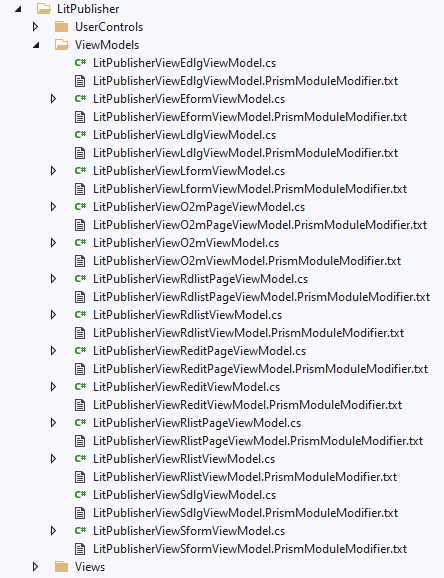 LitPublisher
UserControls
ViewModels
C# LitPublisherViewEdlgViewModel.cs
LitPublisherViewEdlgViewModel.PrismModuleModifier.txt
C# LitPublisherViewEformViewModel.cs
LitPublisherViewEformViewModel.PrismModuleModifier.txt
C# LitPublisherViewLdlgViewModel.cs
LitPublisherViewLdlgViewModel.PrismModuleModifier.txt
C# LitPublisherViewLformViewModel.cs
LitPublisherViewLformViewModel.PrismModuleModifier.txt
C# LitPublisherViewO2mPageViewModel.cs
LitPublisherViewO2mPageViewModel.PrismModuleModifier.txt
C# LitPublisherViewO2mViewModel.cs
LitPublisherViewO2mViewModel.PrismModuleModifier.txt
C# LitPublisherViewRdlistPageViewModel.cs
LitPublisherViewRdlistPageViewModel.PrismModuleModifier.txt
C# LitPublisherViewRdlistViewModel.cs
LitPublisherViewRdlistViewModel.PrismModuleModifier.txt
C# LitPublisherViewReditPageViewModel.cs
LitPublisherViewReditPageViewModel.PrismModuleModifier.txt
C# LitPublisherViewReditViewModel.cs
LitPublisherViewReditViewModel.PrismModuleModifier.txt
C# LitPublisherViewRlistPageViewModel.cs
LitPublisherViewRlistPageViewModel.PrismModuleModifier.txt
C# LitPublisherViewRlistViewModel.cs
LitPublisherViewRlistViewModel.PrismModuleModifier.txt
C# LitPublisherViewSdlgViewModel.cs
LitPublisherViewSdlgViewModel.PrismModuleModifier.txt
C# LitPublisherViewSformViewModel.cs
LitPublisherViewSformViewModel.PrismModuleModifier.txt
Views